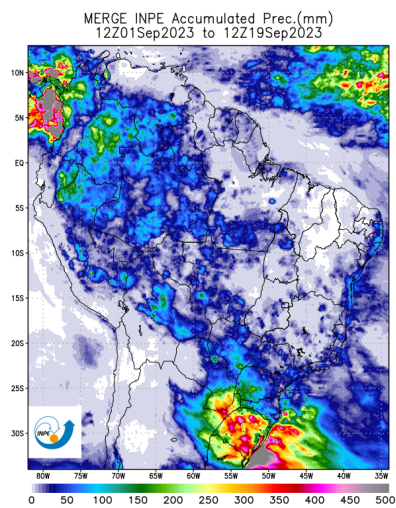 MERGE INPE Accumulated Prec.(mm)
12Z01Sep2023 to 12Z19Sep2023
10N
5N
EQ
5S
10S
15S
20S
25S
30S
INPE
80W 75W 70W 65W 60W 55W 50W 45W 40W 35W
0 50 100 150 200 250 300 350 400 450 500